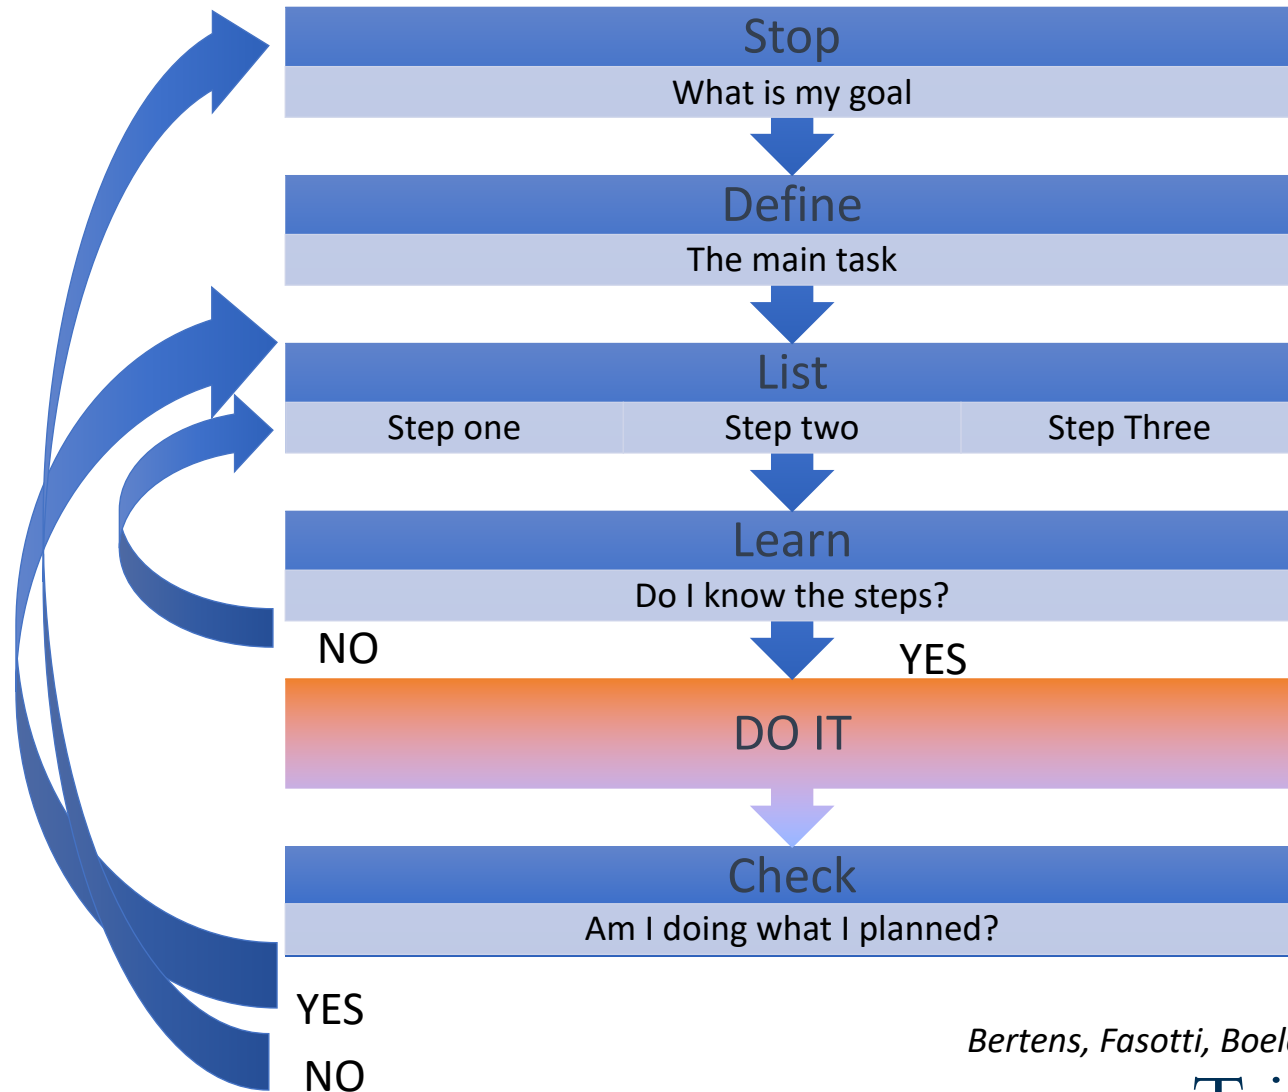 Stop
What is my goal
Define
The main task
List
Step one Step two Step Three
Learn
Do I know the steps?
NO YES
DO IT
Check
Am I doing what I planned?
YES
NO
Bertens, Fasotti,